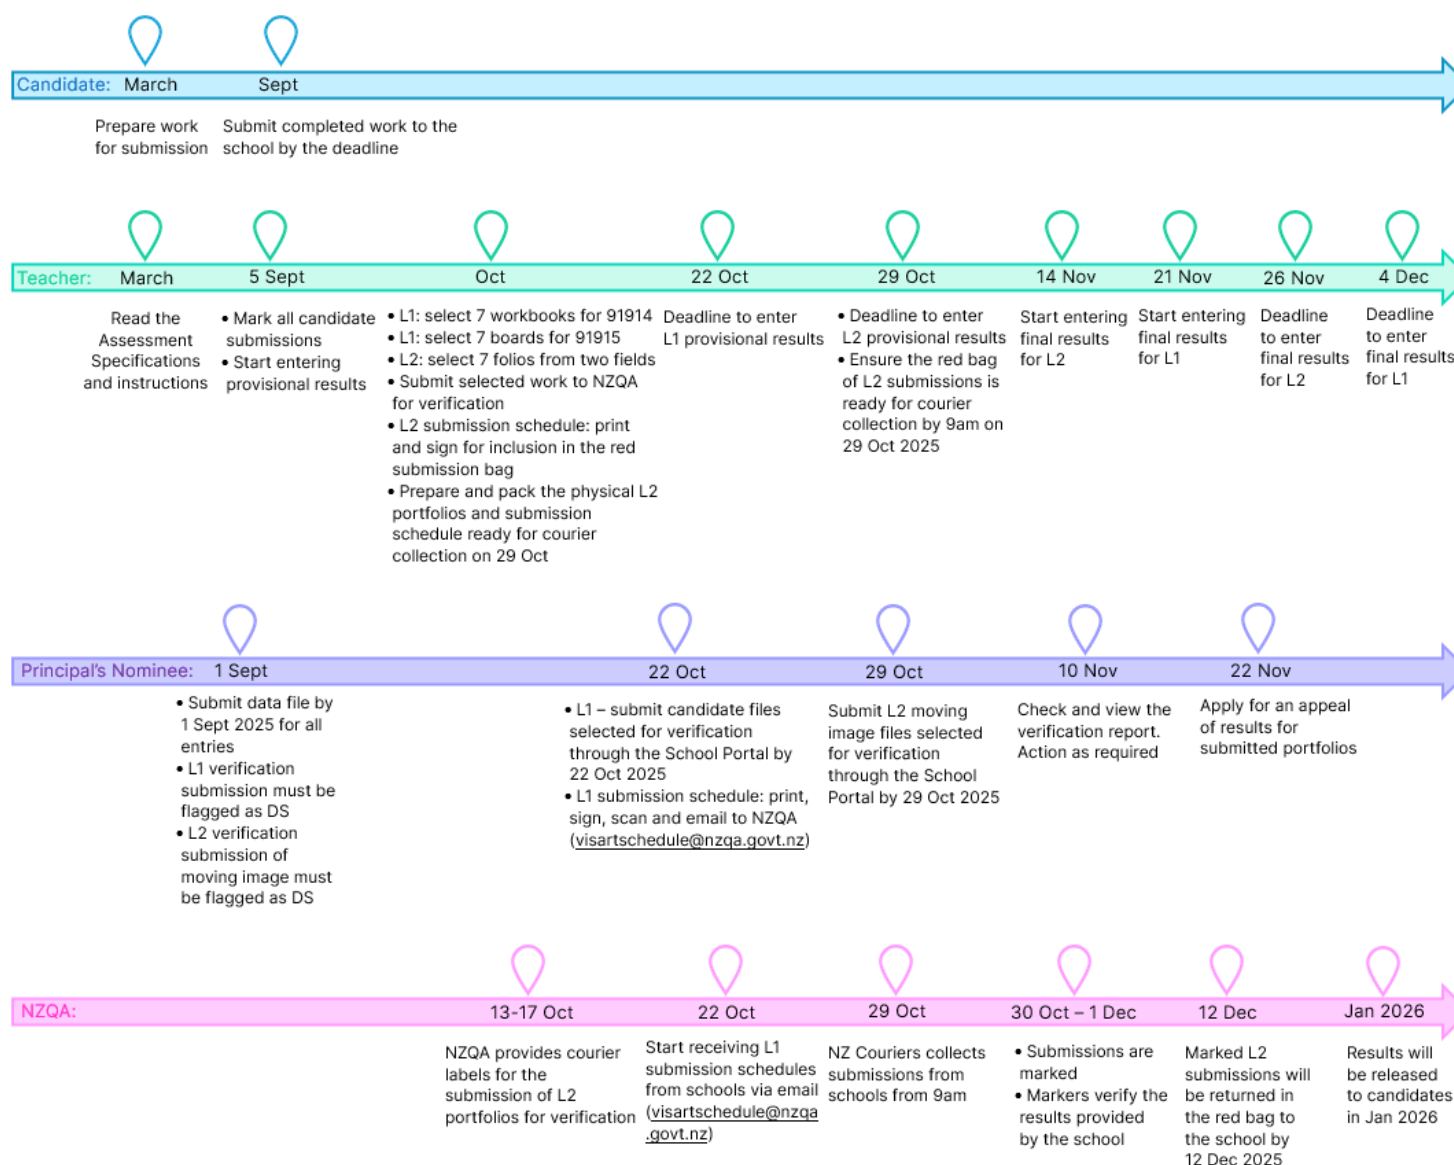 Candidate: March Sept
Prepare work
for submission
Submit completed work to the
school by the deadline
Teacher: March 5 Sept Oct 22 Oct 29 Oct 14 Nov 21 Nov 26 Nov 4 Dec
Read the
Assessment
Specifications
and instructions
• Mark all candidate
submissions
• Start entering
provisional results
• L1: select 7 workbooks for 91914
• L1: select 7 boards for 91915
• L2: select 7 folios from two fields
• Submit selected work to NZQA
for verification
• L2 submission schedule: print
and sign for inclusion in the red
submission bag
• Prepare and pack the physical L2
portfolios and submission
schedule ready for courier
collection on 29 Oct
Deadline to enter
L1 provisional results
• Deadline to enter
L2 provisional results
• Ensure the red bag
of L2 submissions is
ready for courier
collection by 9am on
29 Oct 2025
Start entering
final results
for L2
Start entering
final results
for L1
Deadline
to enter
final results
for L2
Deadline
to enter
final results
for L1
Principal's Nominee: 1 Sept 22 Oct 29 Oct 10 Nov 22 Nov
• Submit data file by
1 Sept 2025 for all
entries
• L1 verification
submission must be
flagged as DS
• L2 verification
submission of
moving image must
be flagged as DS
• L1 – submit candidate files
selected for verification
through the School Portal by
22 Oct 2025
• L1 submission schedule: print,
sign, scan and email to NZQA
(visartschedule@nzqa.govt.nz)
Submit L2 moving
image files selected
for verification
through the School
Portal by 29 Oct 2025
Check and view the
verification report.
Action as required
Apply for an appeal
of results for
submitted portfolios
NZQA: 13-17 Oct 22 Oct 29 Oct 30 Oct – 1 Dec 12 Dec Jan 2026
NZQA provides courier
labels for the
submission of L2
portfolios for verification
Start receiving L1
submission schedules
from schools via email
(visartschedule@nzqa
.govt.nz)
NZ Couriers collects
submissions from
schools from 9am
• Submissions are
marked
• Markers verify the
results provided
by the school
Marked L2
submissions will
be returned in
the red bag to
the school by
12 Dec 2025
Results will
be released
to candidates
in Jan 2026